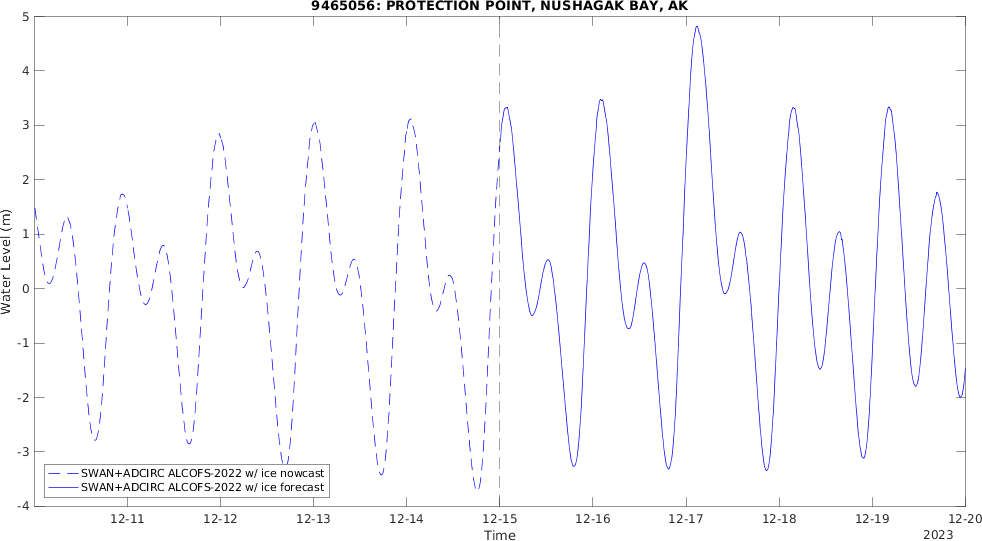 9465056: PROTECTION POINT, NUSHAGAK BAY, AK
5
4
3
2
1
0
-1
-2
-3
-4
Water Level (m)
SWAN+ADCIRC ALCOFS-2022 w/ ice nowcast
SWAN+ADCIRC ALCOFS-2022 w/ ice forecast
12-11 12-12 12-13 12-14 12-15 12-16 12-17 12-18 12-19 12-20
Time
2023